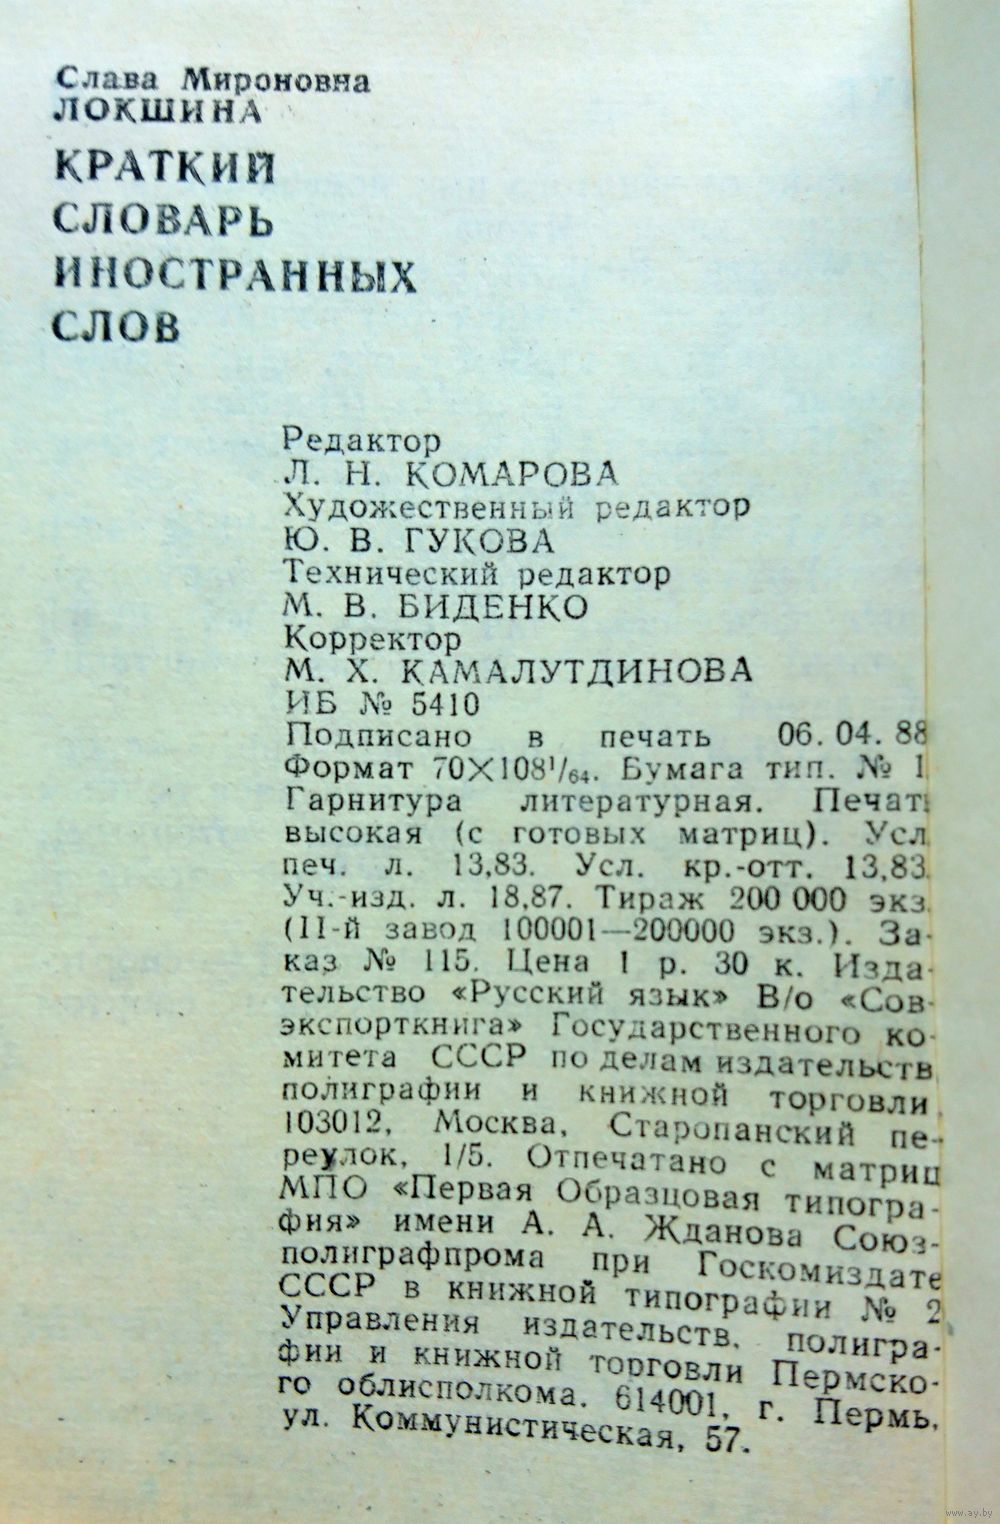 Слава Мироновна
ЛОКШИНА
КРАТКИЙ
СЛОВАРЬ
ИНОСТРАННЫХ
СЛОВ
Редактор
Л. Н. КОМАРОВА
Художественный редактор
Ю. В. ГУКОВА
Технический редактор
М. В. БИДЕНКО
Корректор
М. Х. КАМАЛУТДИНОВА
ИБ № 5410
Подписано в печать 06.04.88
Формат 70×108¹/₆₄. Бумага тип. № 1.
Гарнитура литературная. Печать
высокая (с готовых матриц). Усл.
печ. л. 13,83. Усл. кр.-отт. 13,83.
Уч.-изд. л. 18,87. Тираж 200 000 экз.
(II-й завод 100001—200000 экз.). За-
каз № 115. Цена 1 р. 30 к. Изда-
тельство «Русский язык» В/о «Сов-
экспорткнига» Государственного ко-
митета СССР по делам издательств,
полиграфии и книжной торговли.
103012, Москва, Старопанский пе-
реулок, 1/5. Отпечатано с матриц
МПО «Первая Образцовая типогра-
фия» имени А. А. Жданова Союз-
полиграфпрома при Госкомиздате
СССР в книжной типографии № 2
Управления издательств, полигра-
фии и книжной торговли Пермско-
го облисполкома. 614001, г. Пермь,
ул. Коммунистическая, 57.
www.ay.by